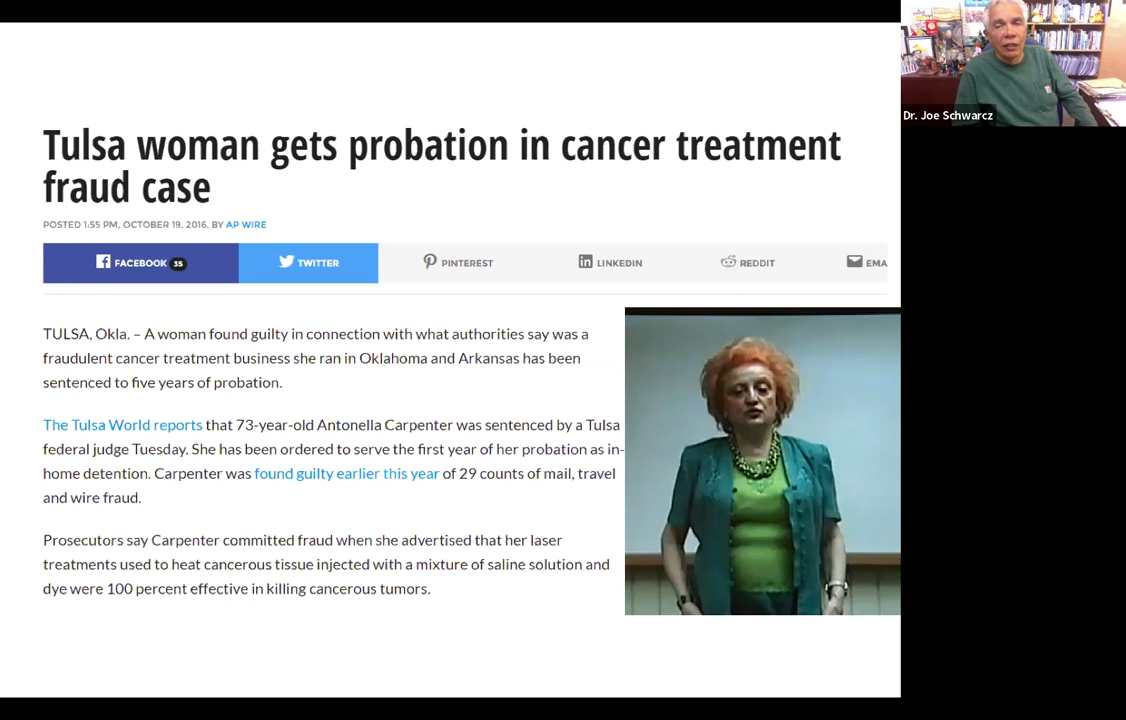 Dr. Joe Schwarcz
Tulsa woman gets probation in cancer treatment
fraud case
POSTED 1:55 PM, OCTOBER 19, 2016, BY AP WIRE
FACEBOOK 35 TWITTER PINTEREST LINKEDIN REDDIT EMA
TULSA, Okla. – A woman found guilty in connection with what authorities say was a
fraudulent cancer treatment business she ran in Oklahoma and Arkansas has been
sentenced to five years of probation.
The Tulsa World reports that 73-year-old Antonella Carpenter was sentenced by a Tulsa
federal judge Tuesday. She has been ordered to serve the first year of her probation as in-
home detention. Carpenter was found guilty earlier this year of 29 counts of mail, travel
and wire fraud.
Prosecutors say Carpenter committed fraud when she advertised that her laser
treatments used to heat cancerous tissue injected with a mixture of saline solution and
dye were 100 percent effective in killing cancerous tumors.